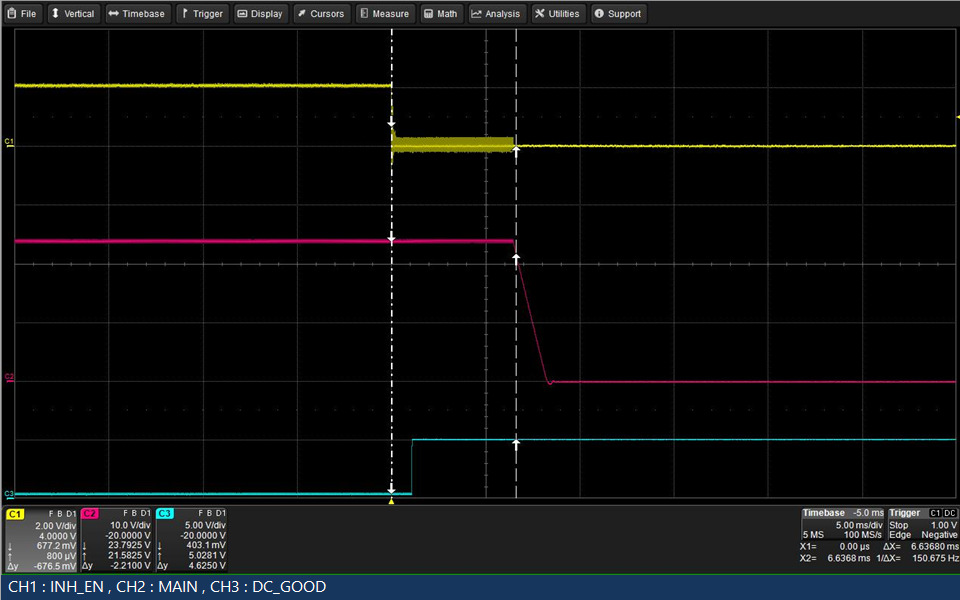 File Vertical Timebase Trigger Display Cursors Measure Math Analysis Utilities Support
C1
C2
C3
C1 F B D1 C2 F B D1 C3 F B D1
2.00 V/div 10.0 V/div 5.00 V/div
4.0000 V -20.0000 V -20.0000 V
↓ 677.2 mV ↓ 23.7925 V ↓ 403.1 mV
↑ 800 µV ↑ 21.5825 V ↑ 5.0281 V
Δy -676.5 mV Δy -2.2100 V Δy 4.6250 V
Timebase -5.0 ms Trigger C1 DC
5.00 ms/div Stop 1.00 V
5 MS 100 MS/s Edge Negative
X1= 0.00 µs ΔX= 6.63680 ms
X2= 6.6368 ms 1/ΔX= 150.675 Hz
CH1 : INH_EN , CH2 : MAIN , CH3 : DC_GOOD